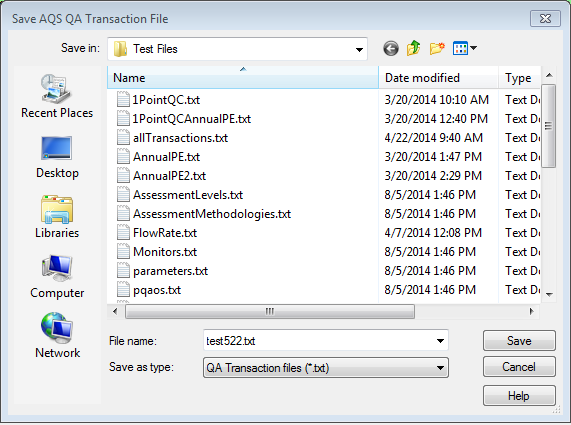 Save AQS QA Transaction File
Save in: Test Files
Name Date modified Type
1PointQC.txt 3/20/2014 10:10 AM Text Do
1PointQCAnnualPE.txt 3/20/2014 12:40 PM Text Do
allTransactions.txt 4/22/2014 9:40 AM Text Do
AnnualPE.txt 3/20/2014 1:47 PM Text Do
AnnualPE2.txt 3/20/2014 2:29 PM Text Do
AssessmentLevels.txt 8/5/2014 1:46 PM Text Do
AssessmentMethodologies.txt 8/5/2014 1:46 PM Text Do
FlowRate.txt 4/7/2014 12:08 PM Text Do
Monitors.txt 8/5/2014 1:46 PM Text Do
parameters.txt 8/5/2014 1:46 PM Text Do
pqaos.txt 8/5/2014 1:46 PM Text Do
Recent Places
Desktop
Libraries
Computer
Network
File name: test522.txt Save
Save as type: QA Transaction files (*.txt) Cancel
Help